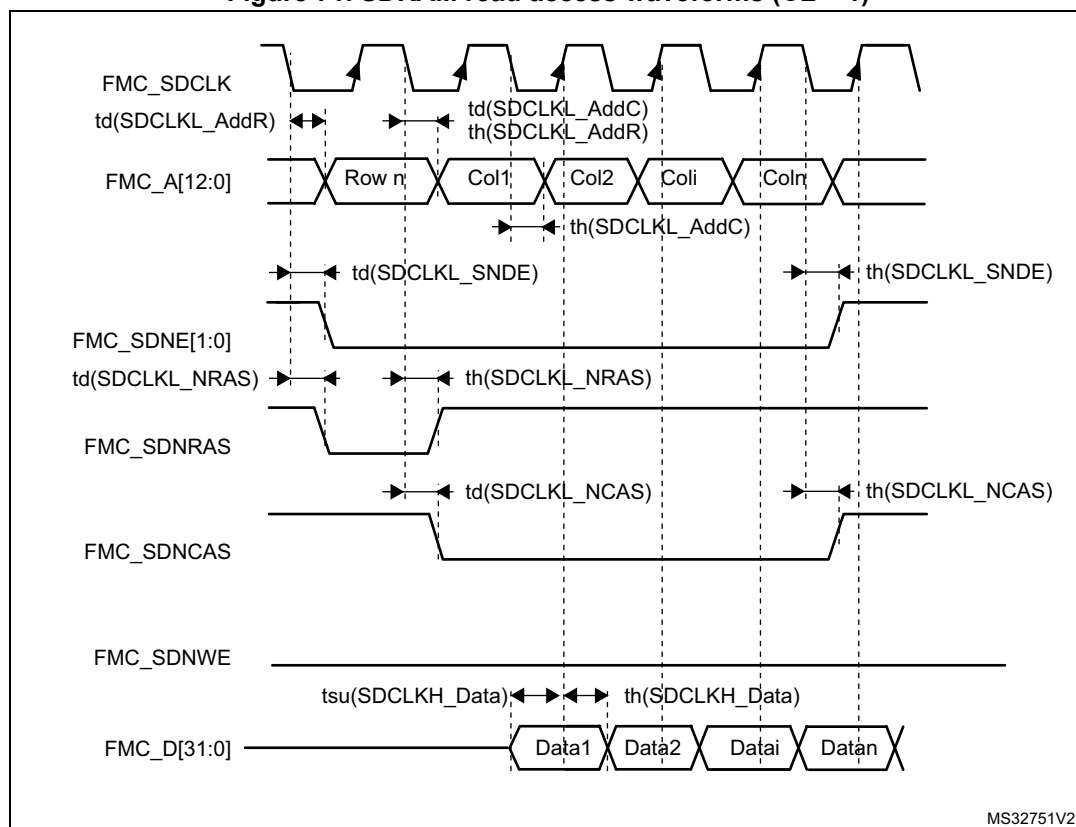 FMC_SDCLK
td(SDCLKL_AddR)
td(SDCLKL_AddC)
th(SDCLKL_AddR)
FMC_A[12:0]
Row n
Col1
Col2
Coli
Coln
th(SDCLKL_AddC)
td(SDCLKL_SNDE)
th(SDCLKL_SNDE)
FMC_SDNE[1:0]
td(SDCLKL_NRAS)
th(SDCLKL_NRAS)
FMC_SDNRAS
td(SDCLKL_NCAS)
th(SDCLKL_NCAS)
FMC_SDNCAS
FMC_SDNWE
tsu(SDCLKH_Data)
th(SDCLKH_Data)
FMC_D[31:0]
Data1
Data2
Datai
Datan
MS32751V2